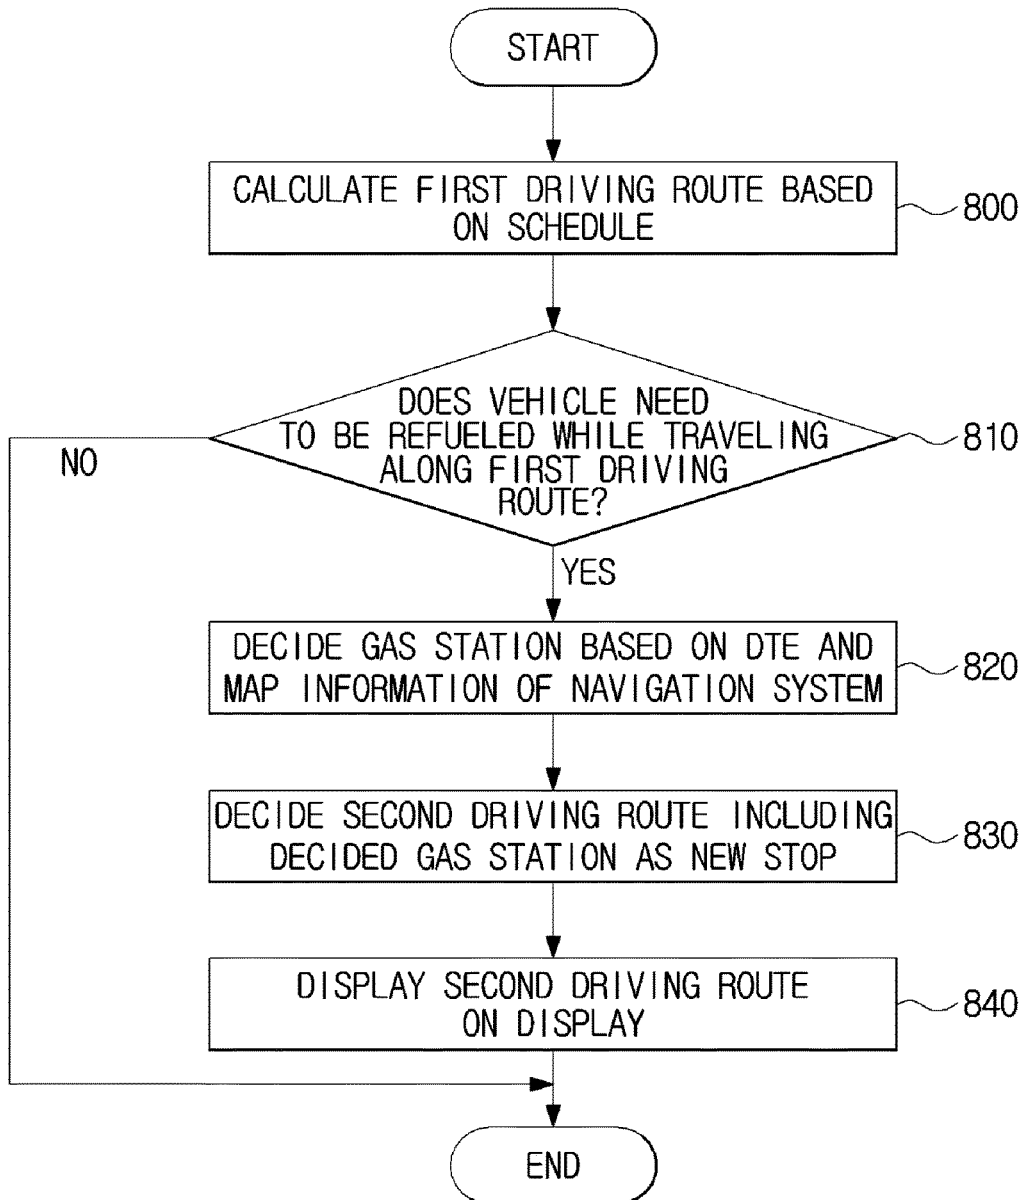 START
CALCULATE FIRST DRIVING ROUTE BASED
ON SCHEDULE
800
DOES VEHICLE NEED
TO BE REFUELED WHILE TRAVELING
ALONG FIRST DRIVING
ROUTE?
810
NO
YES
DECIDE GAS STATION BASED ON DTE AND
MAP INFORMATION OF NAVIGATION SYSTEM
820
DECIDE SECOND DRIVING ROUTE INCLUDING
DECIDED GAS STATION AS NEW STOP
830
DISPLAY SECOND DRIVING ROUTE
ON DISPLAY
840
END